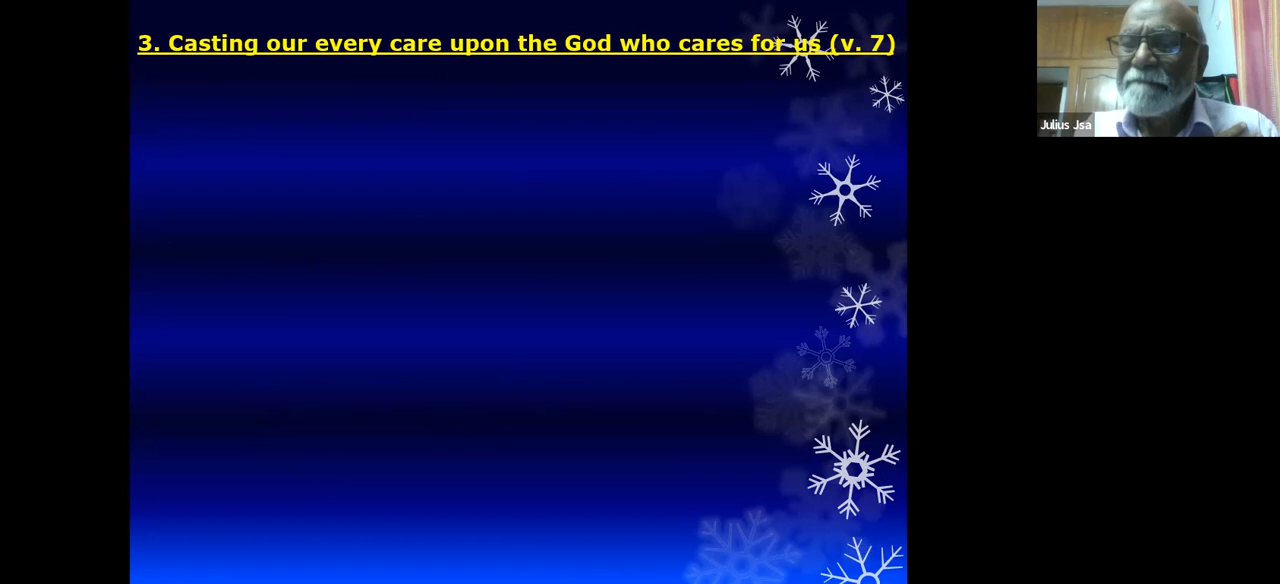 3. Casting our every care upon the God who cares for us (v. 7)
Julius Jsa